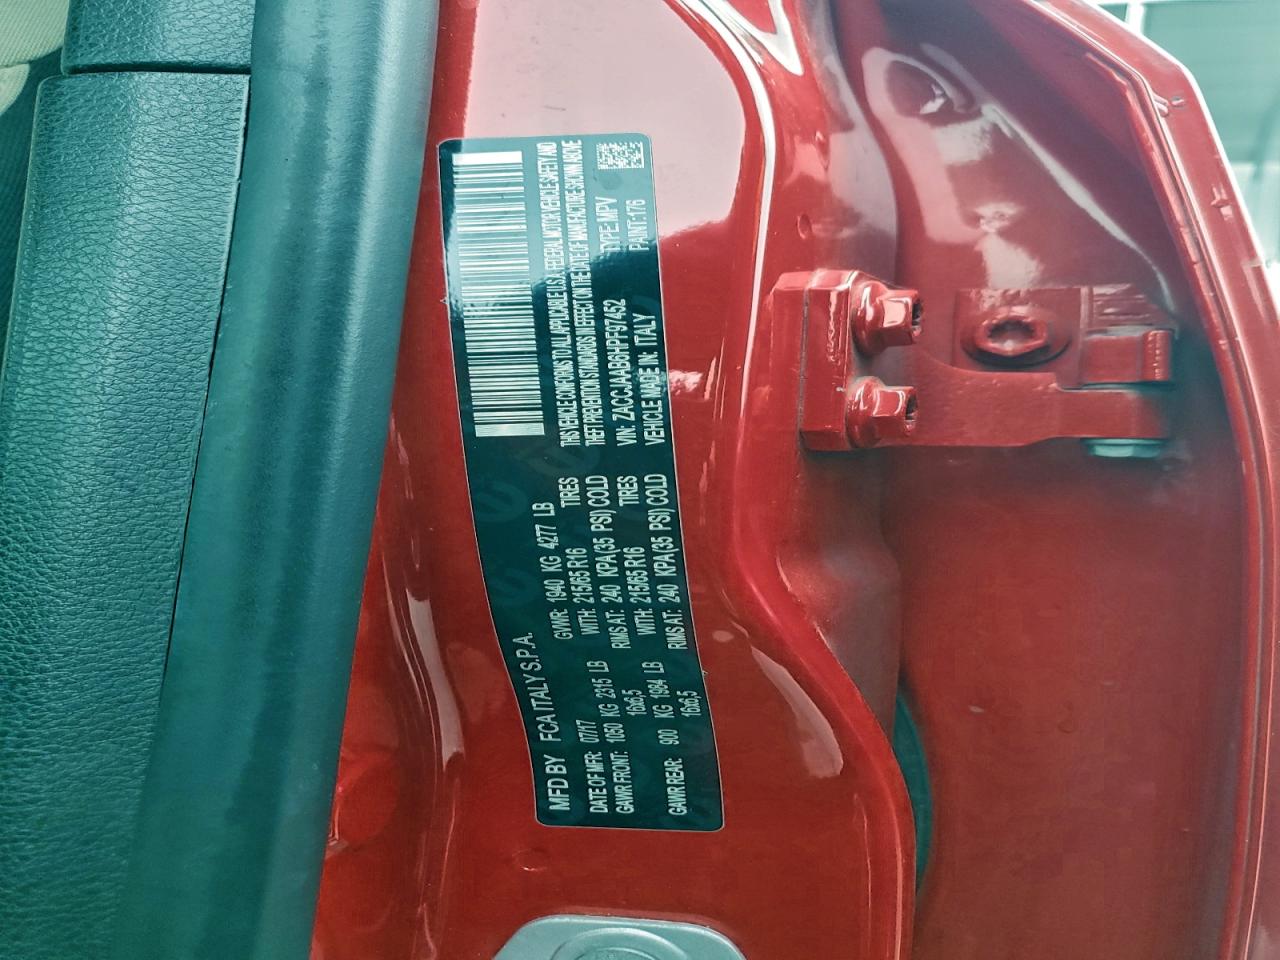 MFD BY FCA ITALY S.P.A.
DATE OF MFR: 07/17 GVWR: 1940 KG 4277 LB
GAWR FRONT: 1050 KG 2315 LB WITH: 215/65 R16 TIRES
16x6,5 RIMS AT: 240 KPA(35 PSI) COLD
GAWR REAR: 900 KG 1984 LB WITH: 215/65 R16 TIRES
16x6,5 RIMS AT: 240 KPA(35 PSI) COLD
THIS VEHICLE CONFORMS TO ALL APPLICABLE U.S.A. FEDERAL MOTOR VEHICLE SAFETY AND
THEFT PREVENTION STANDARDS IN EFFECT ON THE DATE OF MANUFACTURE SHOWN ABOVE
VIN: ZACCJAAB6HPF97452 TYPE: MPV
VEHICLE MADE IN: ITALY PAINT: 176